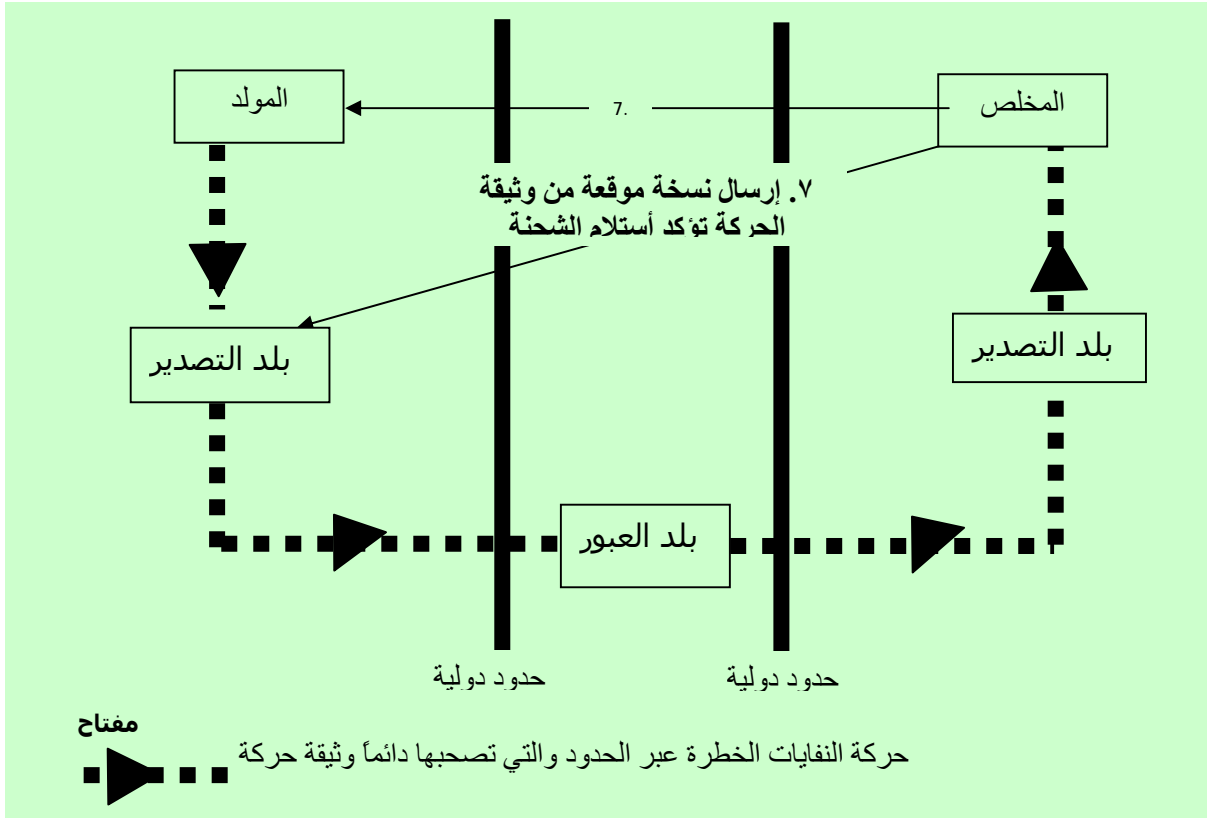 المولد
7.
المخلص
٧. إرسال نسخة موقعة من وثيقة
الحركة تؤكد أستلام الشحنة
بلد التصدير
بلد التصدير
بلد العبور
حدود دولية
حدود دولية
مفتاح
حركة النفايات الخطرة عبر الحدود والتي تصحبها دائماً وثيقة حركة